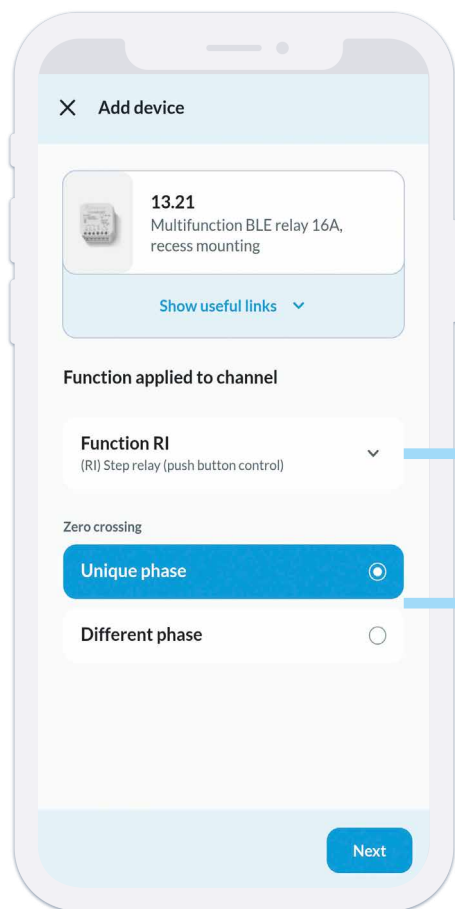 Add device
13.21
Multifunction BLE relay 16A,
recess mounting
Show useful links
Function applied to channel
Function RI
(RI) Step relay (push button control)
Zero crossing
Unique phase
Different phase
Next